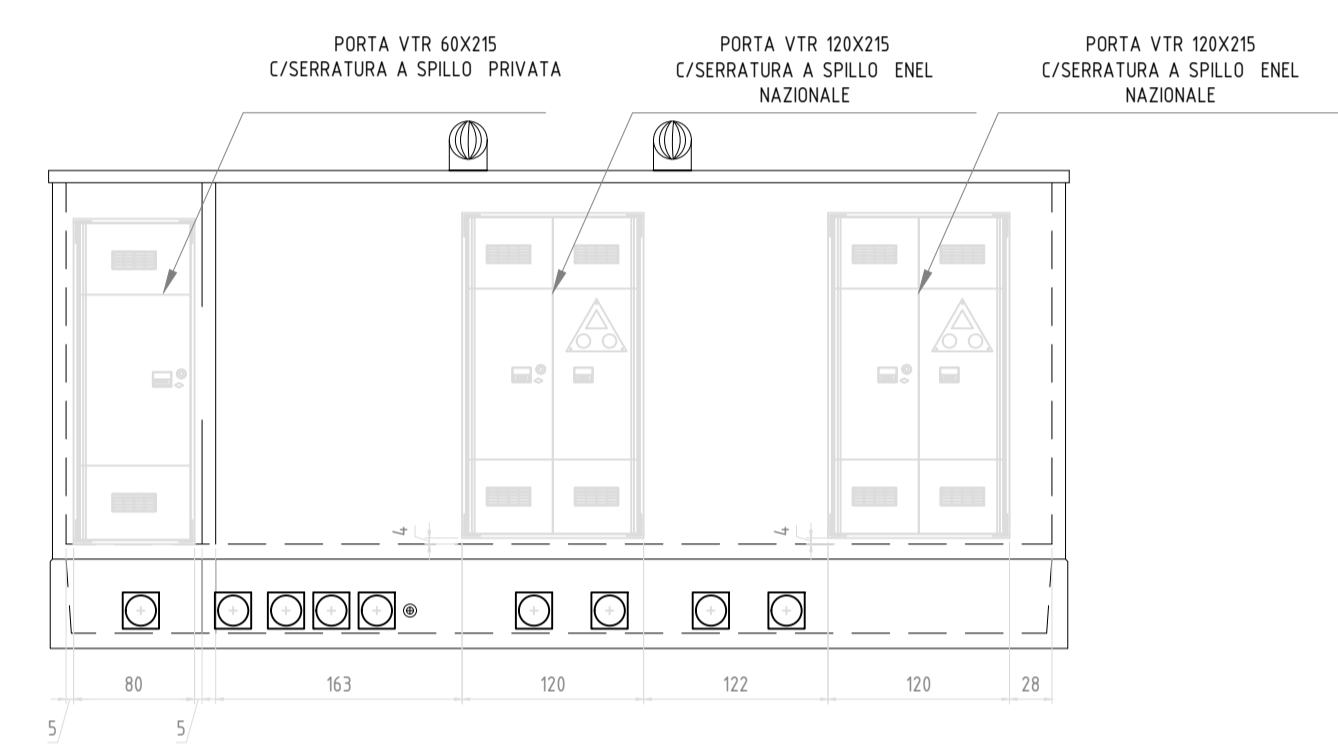 PORTA VTR 60X215
C/SERRATURA A SPILLO PRIVATA
PORTA VTR 120X215
C/SERRATURA A SPILLO ENEL
NAZIONALE
PORTA VTR 120X215
C/SERRATURA A SPILLO ENEL
NAZIONALE
4
4
80
163
120
122
120
28
5
5